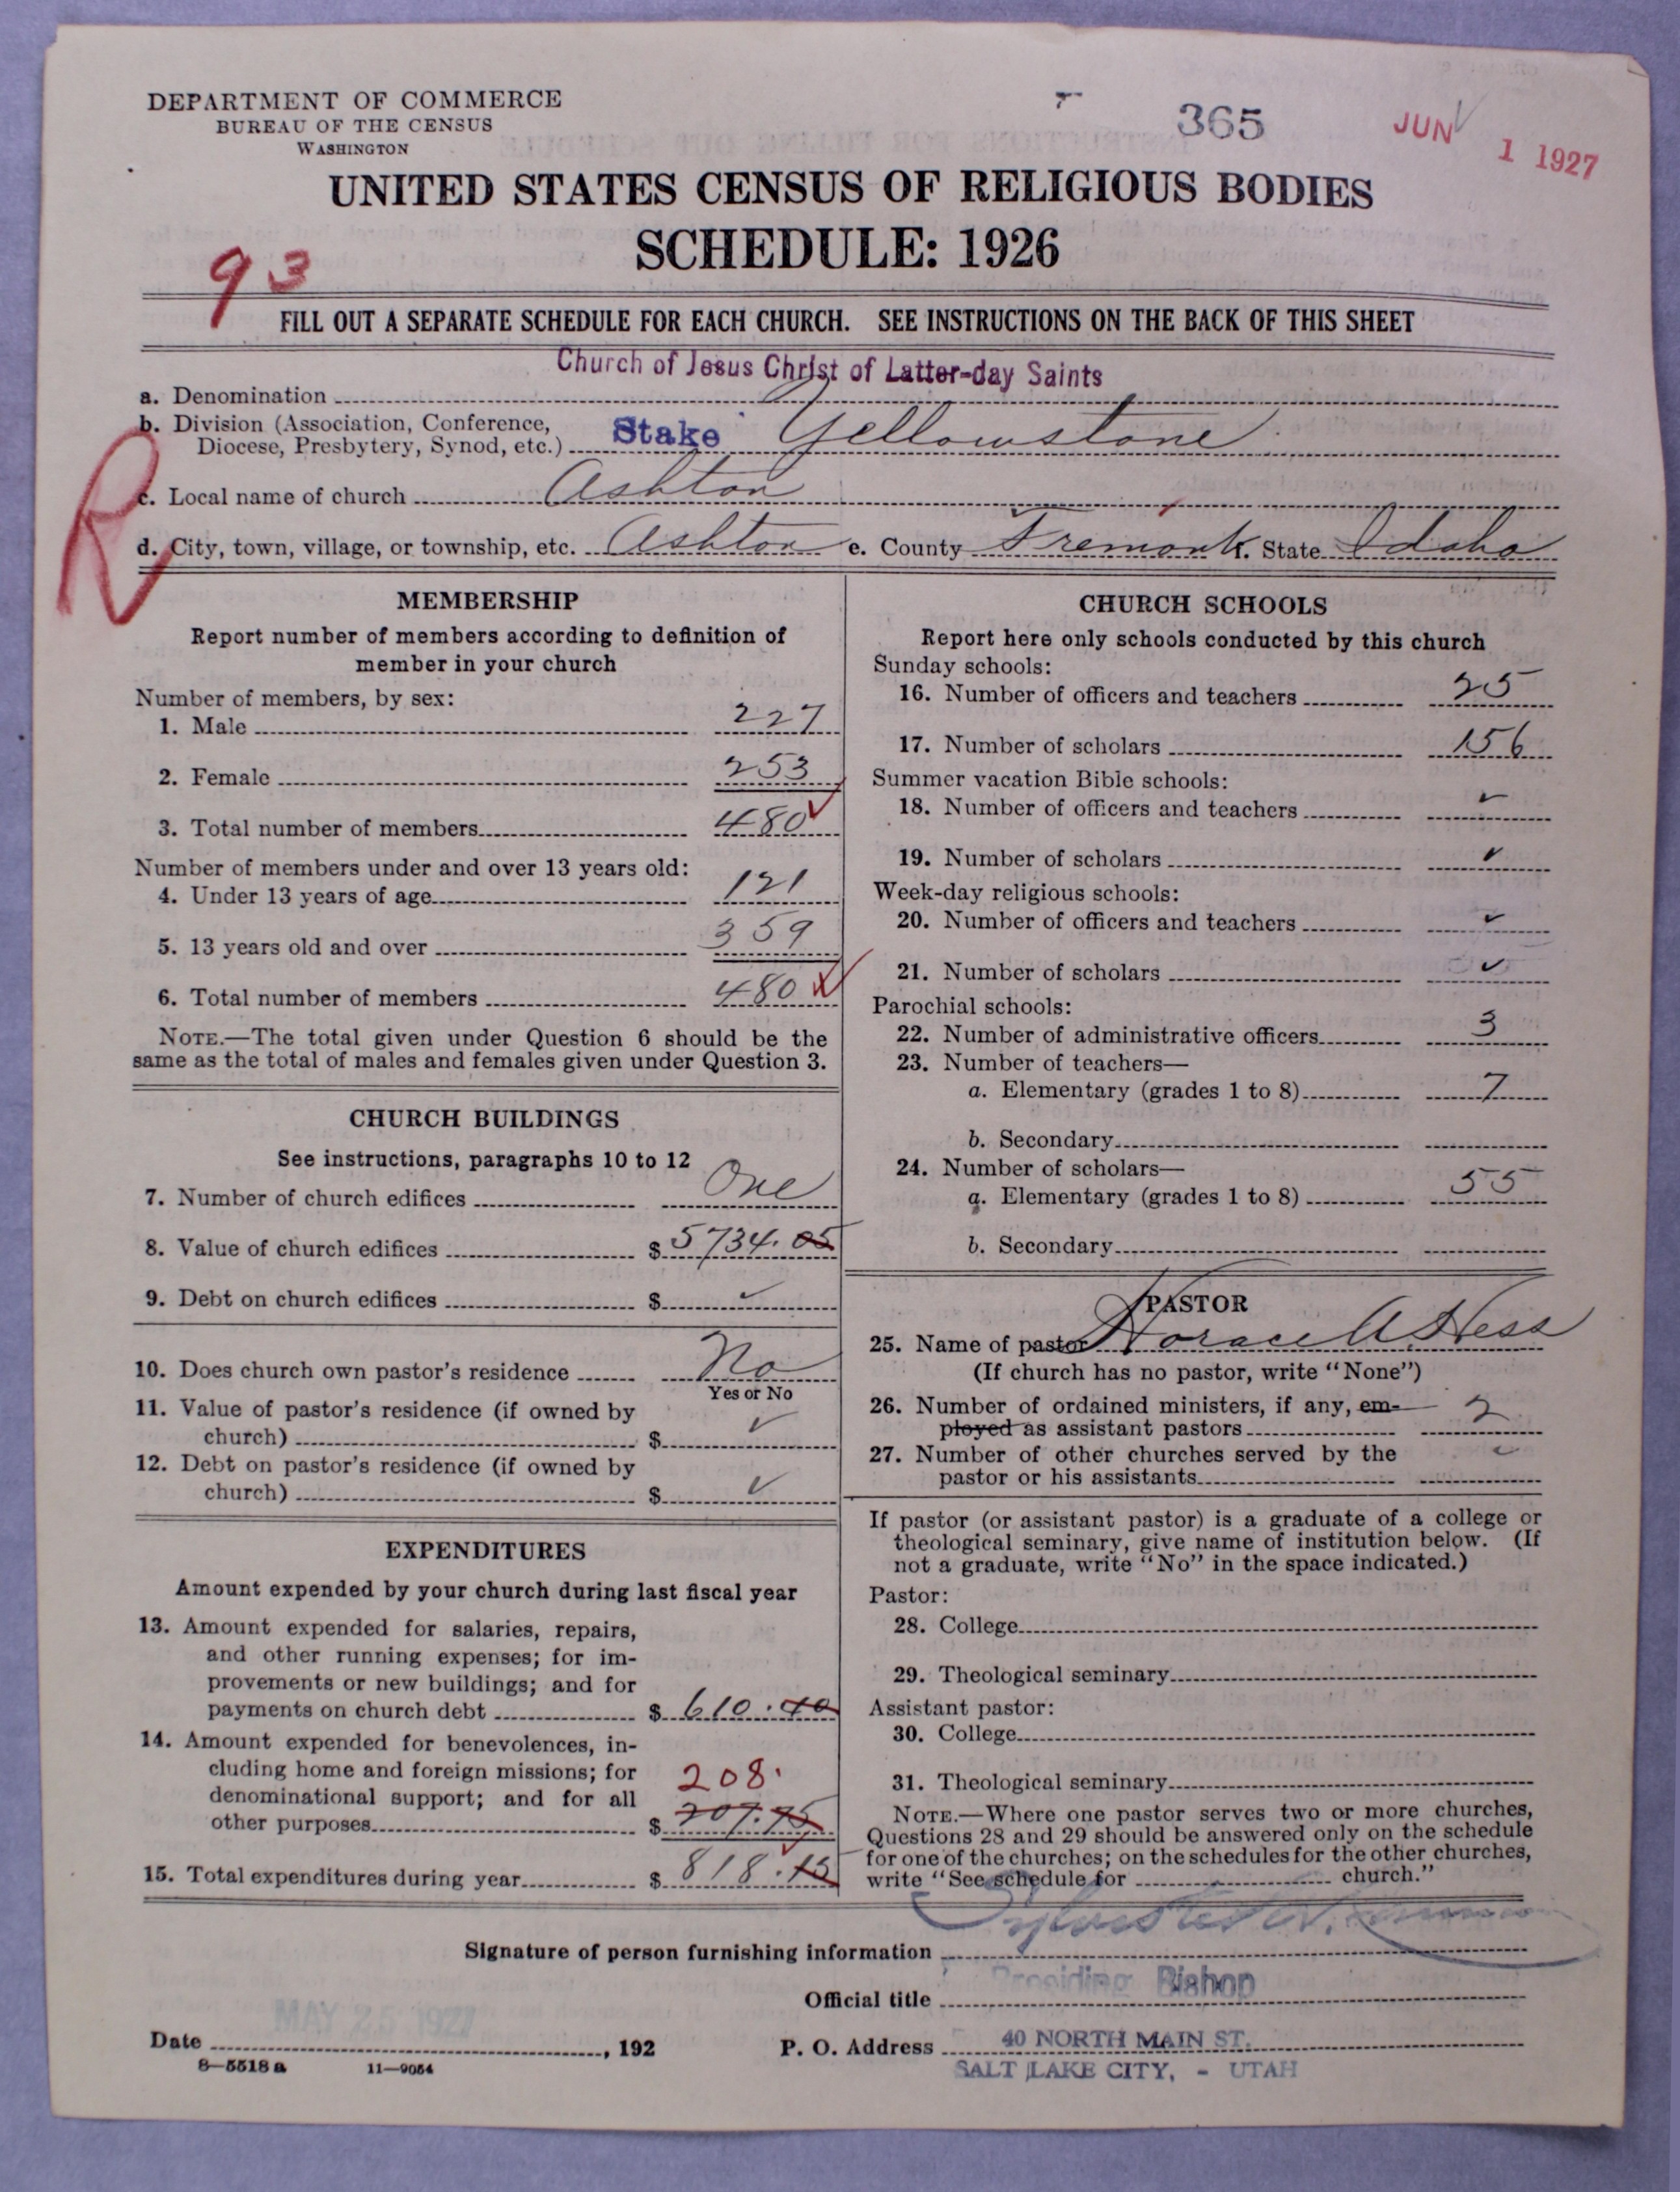 DEPARTMENT OF COMMERCE
BUREAU OF THE CENSUS
WASHINGTON
365
JUN 1 1927
UNITED STATES CENSUS OF RELIGIOUS BODIES
SCHEDULE: 1926
93
FILL OUT A SEPARATE SCHEDULE FOR EACH CHURCH. SEE INSTRUCTIONS ON THE BACK OF THIS SHEET
Church of Jesus Christ of Latter-day Saints
a. Denomination
b. Division (Association, Conference,
Diocese, Presbytery, Synod, etc.) Stake Yellowstone
R
c. Local name of church Ashton
d. City, town, village, or township, etc. Ashton e. County Fremont f. State Idaho
MEMBERSHIP
Report number of members according to definition of
member in your church
Number of members, by sex:
1. Male 227
2. Female 253
3. Total number of members 480
Number of members under and over 13 years old:
4. Under 13 years of age 121
5. 13 years old and over 359
6. Total number of members 480
NOTE.—The total given under Question 6 should be the
same as the total of males and females given under Question 3.
CHURCH BUILDINGS
See instructions, paragraphs 10 to 12
7. Number of church edifices One
8. Value of church edifices $ 5734.05
9. Debt on church edifices $ ✓
10. Does church own pastor's residence No
Yes or No
11. Value of pastor's residence (if owned by
church) $ ✓
12. Debt on pastor's residence (if owned by
church) $ ✓
EXPENDITURES
Amount expended by your church during last fiscal year
13. Amount expended for salaries, repairs,
and other running expenses; for im-
provements or new buildings; and for
payments on church debt $ 610.40
14. Amount expended for benevolences, in-
cluding home and foreign missions; for
denominational support; and for all
208.
other purposes $ 207.75
15. Total expenditures during year $ 818.15
CHURCH SCHOOLS
Report here only schools conducted by this church
Sunday schools:
16. Number of officers and teachers 25
17. Number of scholars 156
Summer vacation Bible schools:
18. Number of officers and teachers ✓
19. Number of scholars ✓
Week-day religious schools:
20. Number of officers and teachers ✓
21. Number of scholars ✓
Parochial schools:
22. Number of administrative officers 3
23. Number of teachers—
a. Elementary (grades 1 to 8) 7
b. Secondary
24. Number of scholars—
a. Elementary (grades 1 to 8) 55
b. Secondary
PASTOR
25. Name of pastor Horace A. Hess
(If church has no pastor, write "None")
26. Number of ordained ministers, if any, em-
ployed as assistant pastors 2
27. Number of other churches served by the
pastor or his assistants ✓
If pastor (or assistant pastor) is a graduate of a college or
theological seminary, give name of institution below. (If
not a graduate, write "No" in the space indicated.)
Pastor:
28. College
29. Theological seminary
Assistant pastor:
30. College
31. Theological seminary
NOTE.—Where one pastor serves two or more churches,
Questions 28 and 29 should be answered only on the schedule
for one of the churches; on the schedules for the other churches,
write "See schedule for church."
Signature of person furnishing information
Official title Presiding Bishop
MAY 25 1927
Date , 192
P. O. Address 40 NORTH MAIN ST.
SALT LAKE CITY, - UTAH
8—5518 a 11—9054